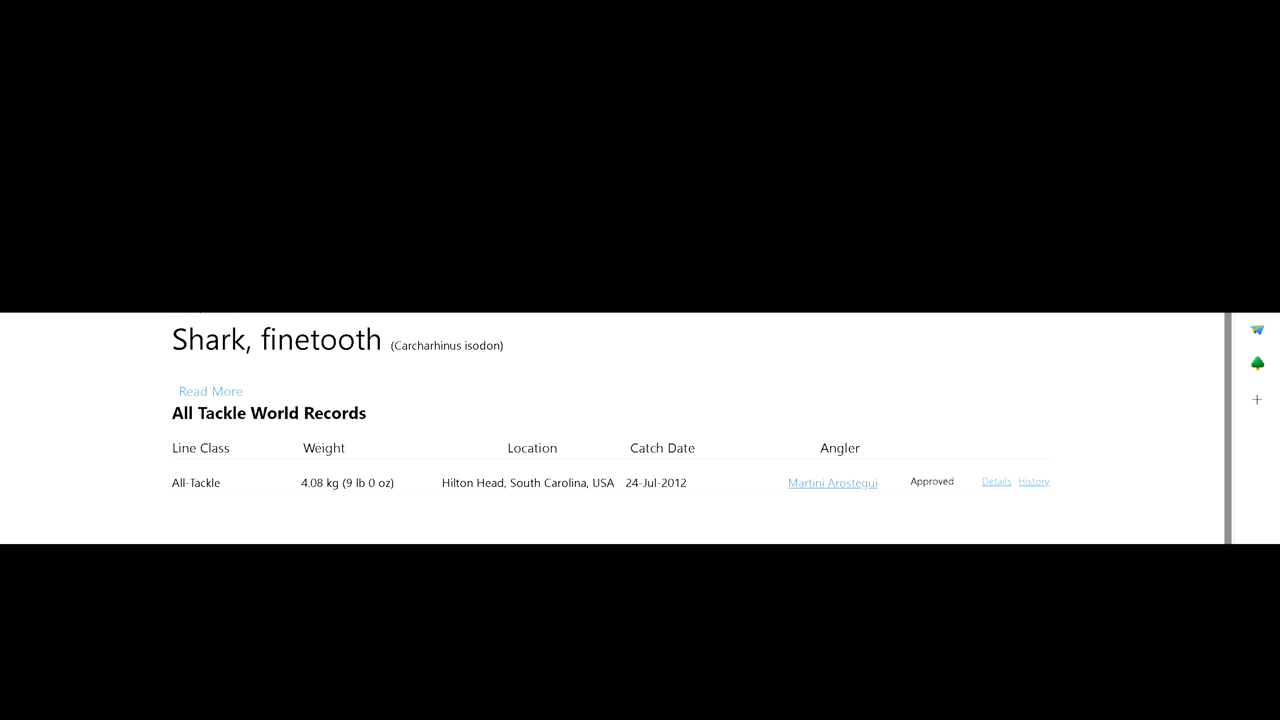 Shark, finetooth (Carcharhinus isodon)
Read More
All Tackle World Records
Line Class Weight Location Catch Date Angler
All-Tackle 4.08 kg (9 lb 0 oz) Hilton Head, South Carolina, USA 24-Jul-2012 Martini Arostegui Approved Details History